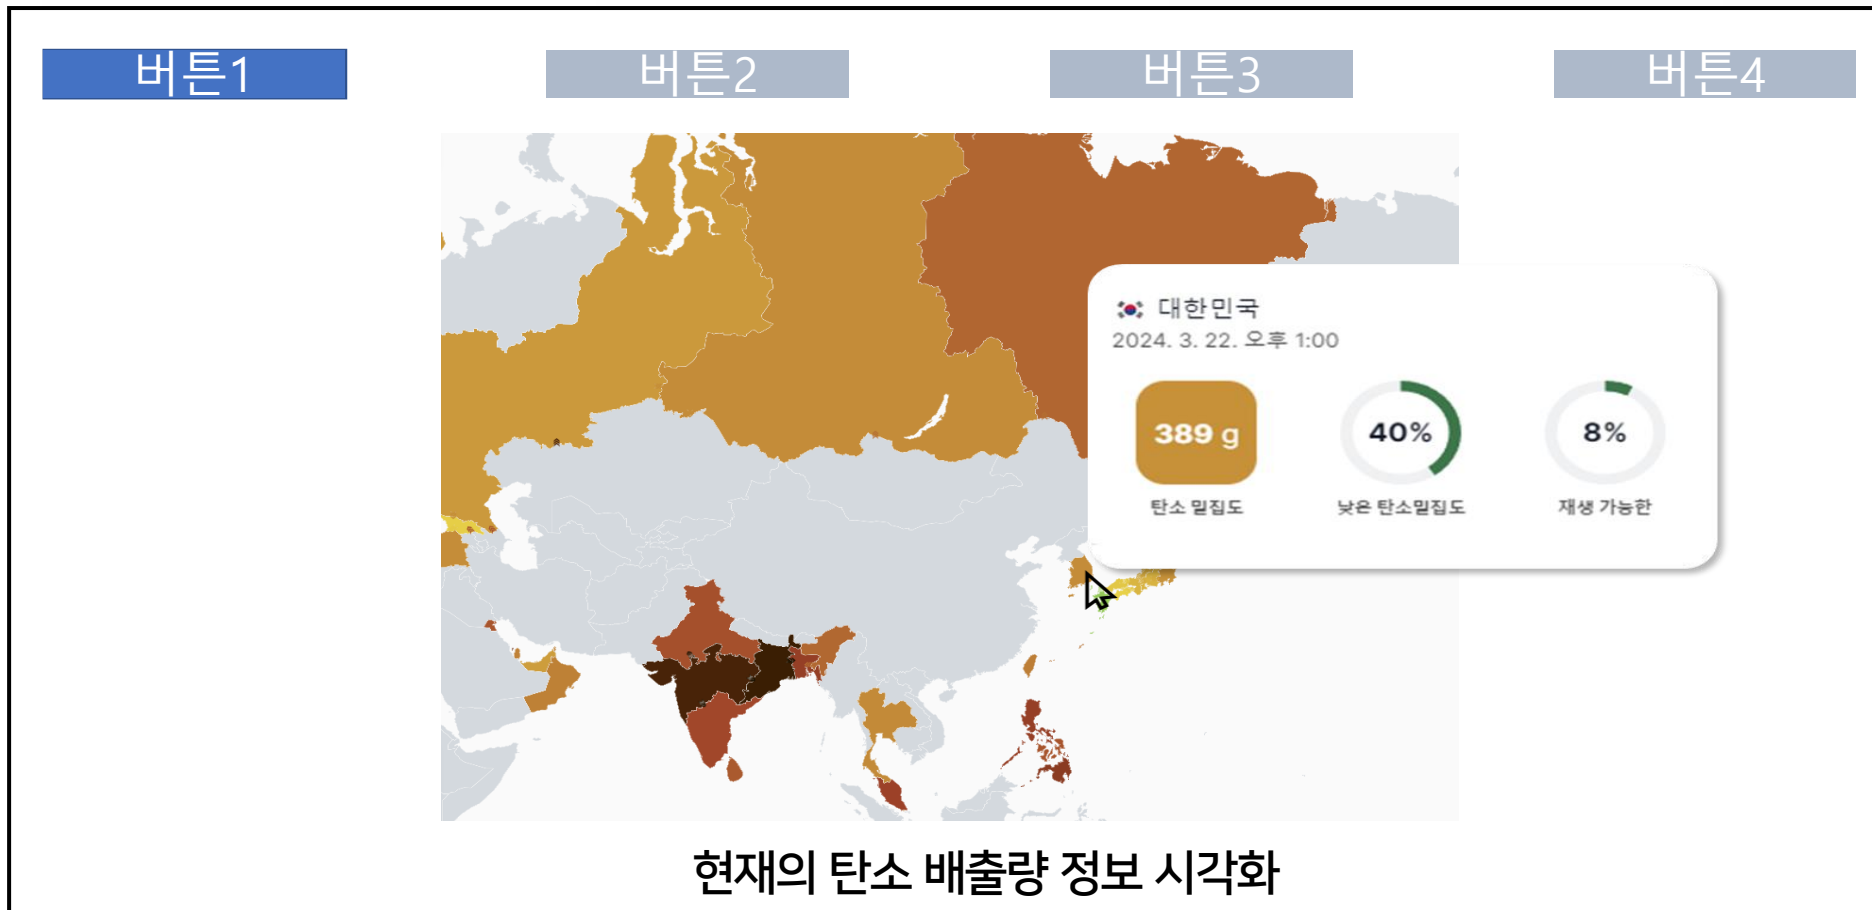 버튼1
버튼2
버튼3
버튼4
대한민국
2024. 3. 22. 오후 1:00
389 g
40%
8%
탄소 밀집도
낮은 탄소밀집도
재생 가능한
현재의 탄소 배출량 정보 시각화